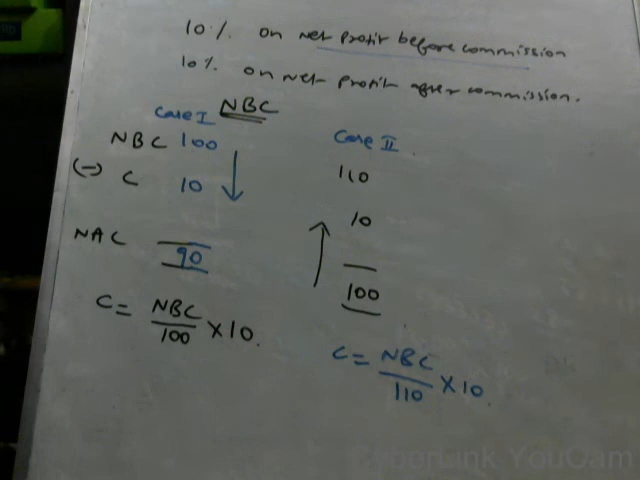 10% on net profit before commission
10% on net profit after commission.
NBC
Case I
NBC 100
(-) C 10
NAC 90
C = NBC/100 X 10.
Case II
110
10
100
C = NBC/110 X 10.
CyberLink YouCam